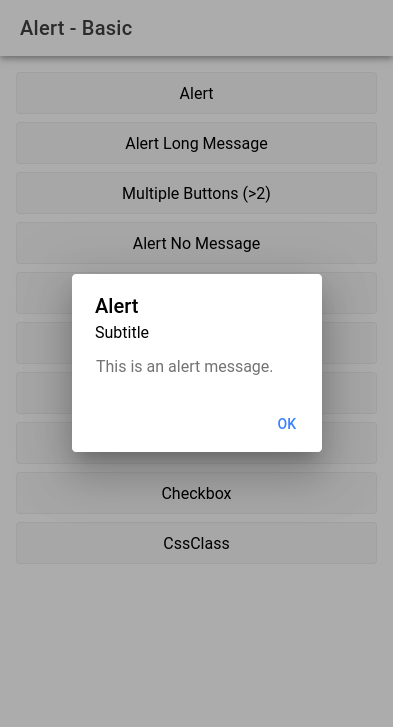 Alert - Basic
Alert
Alert Long Message
Multiple Buttons (>2)
Alert No Message
Alert
Subtitle
This is an alert message.
OK
Checkbox
CssClass